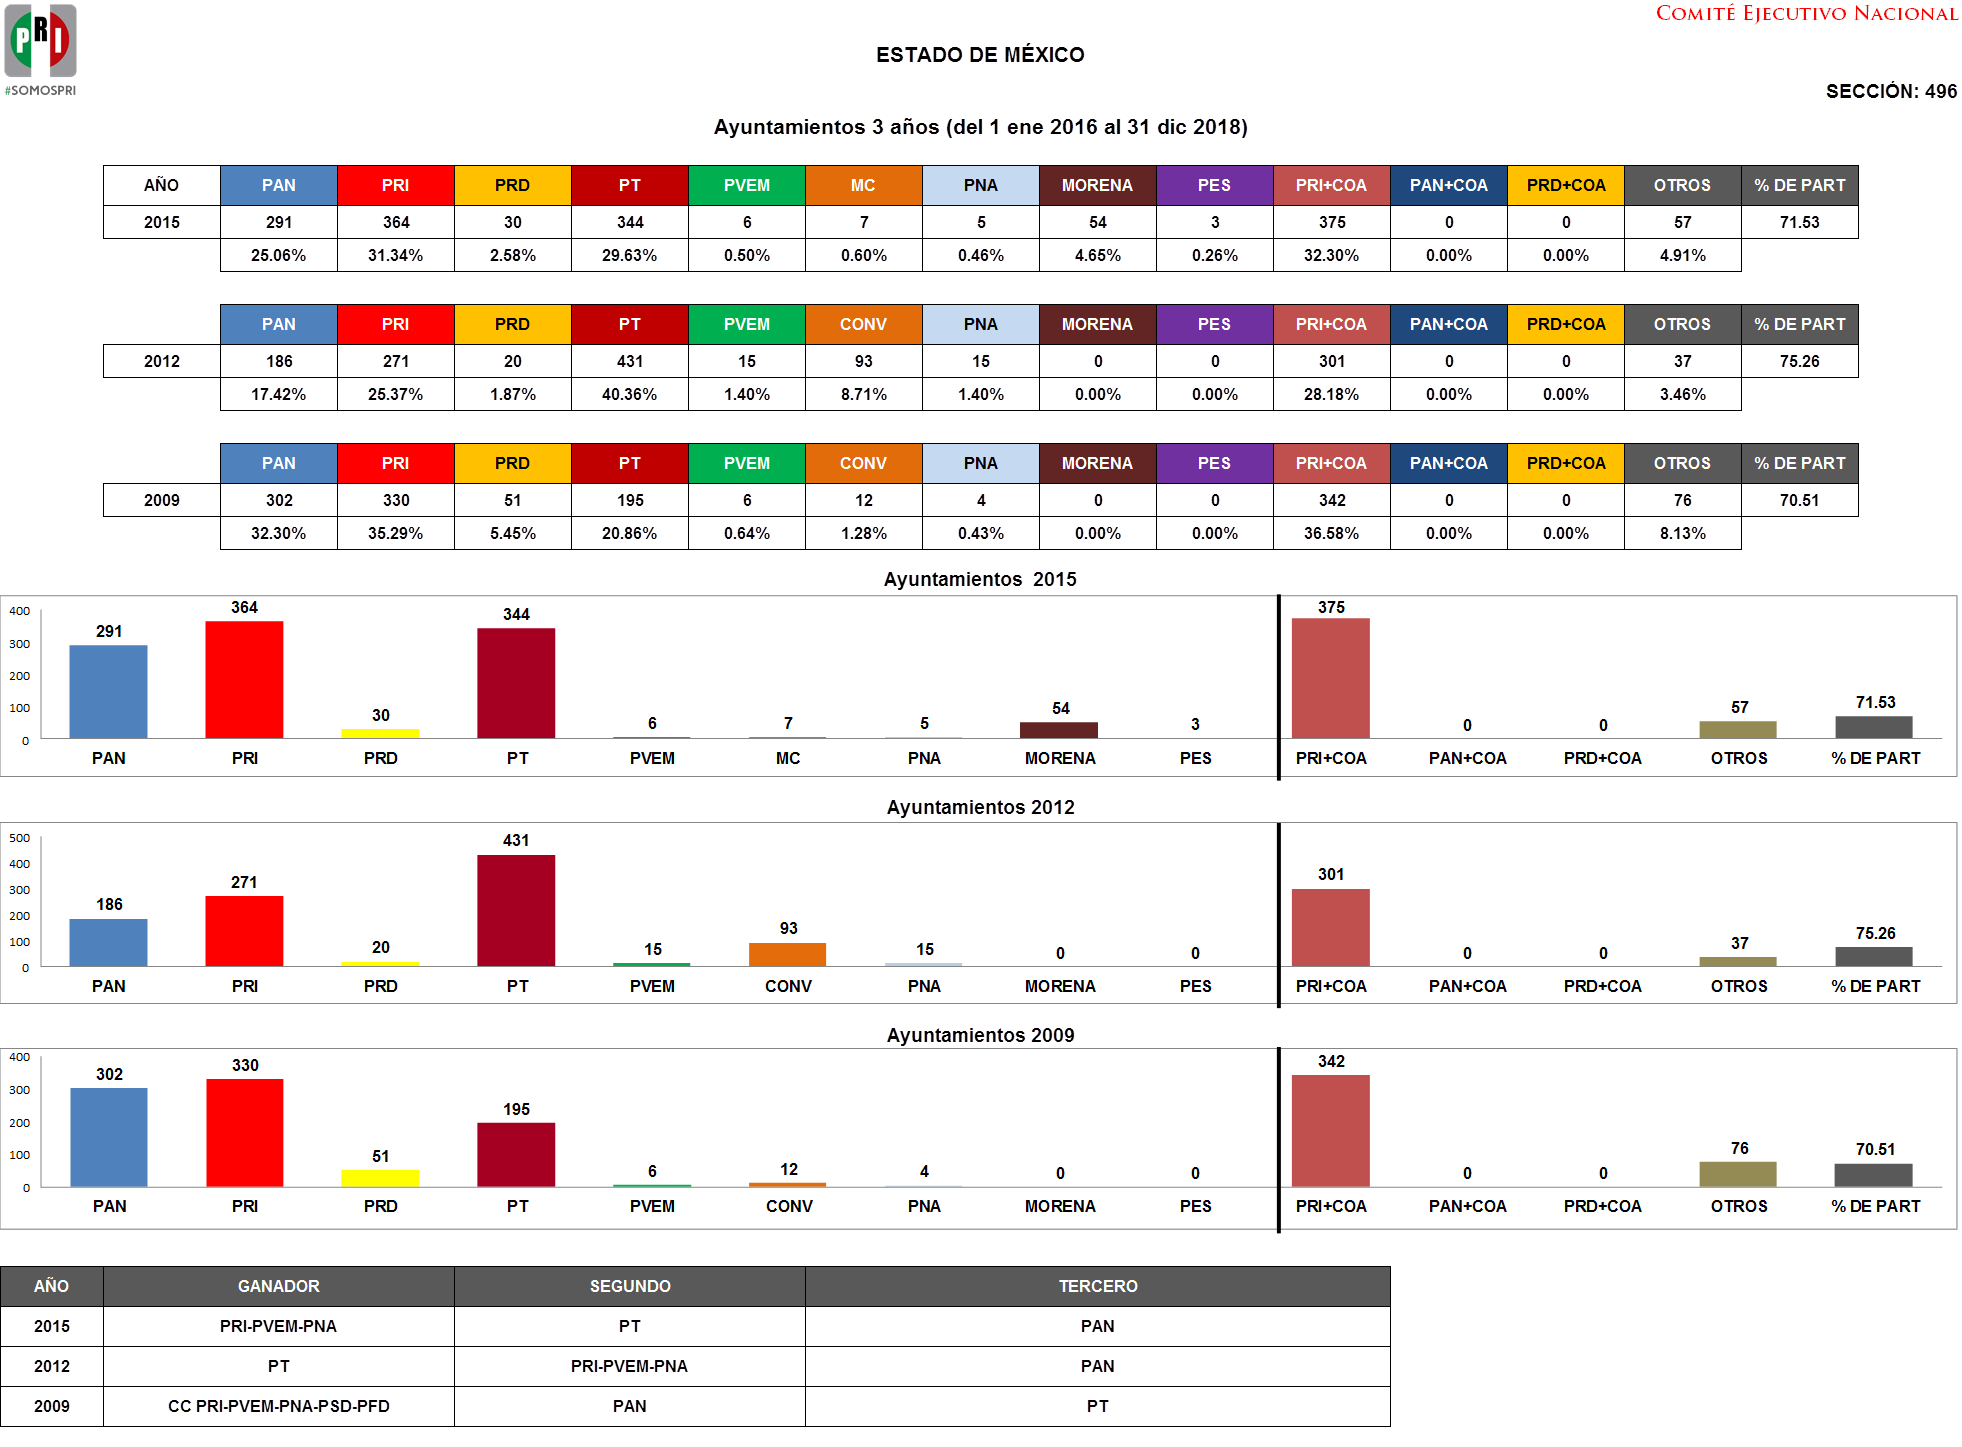 PRI
#SOMOSPRI
COMITÉ EJECUTIVO NACIONAL
ESTADO DE MÉXICO
SECCIÓN: 496
Ayuntamientos 3 años (del 1 ene 2016 al 31 dic 2018)
AÑO PAN PRI PRD PT PVEM MC PNA MORENA PES PRI+COA PAN+COA PRD+COA OTROS % DE PART
2015 291 364 30 344 6 7 5 54 3 375 0 0 57 71.53
25.06% 31.34% 2.58% 29.63% 0.50% 0.60% 0.46% 4.65% 0.26% 32.30% 0.00% 0.00% 4.91%
PAN PRI PRD PT PVEM CONV PNA MORENA PES PRI+COA PAN+COA PRD+COA OTROS % DE PART
2012 186 271 20 431 15 93 15 0 0 301 0 0 37 75.26
17.42% 25.37% 1.87% 40.36% 1.40% 8.71% 1.40% 0.00% 0.00% 28.18% 0.00% 0.00% 3.46%
PAN PRI PRD PT PVEM CONV PNA MORENA PES PRI+COA PAN+COA PRD+COA OTROS % DE PART
2009 302 330 51 195 6 12 4 0 0 342 0 0 76 70.51
32.30% 35.29% 5.45% 20.86% 0.64% 1.28% 0.43% 0.00% 0.00% 36.58% 0.00% 0.00% 8.13%
Ayuntamientos 2015
400
300
200
100
0
291 364 30 344 6 7 5 54 3 375 0 0 57 71.53
PAN PRI PRD PT PVEM MC PNA MORENA PES PRI+COA PAN+COA PRD+COA OTROS % DE PART
Ayuntamientos 2012
500
400
300
200
100
0
186 271 20 431 15 93 15 0 0 301 0 0 37 75.26
PAN PRI PRD PT PVEM CONV PNA MORENA PES PRI+COA PAN+COA PRD+COA OTROS % DE PART
Ayuntamientos 2009
400
300
200
100
0
302 330 51 195 6 12 4 0 0 342 0 0 76 70.51
PAN PRI PRD PT PVEM CONV PNA MORENA PES PRI+COA PAN+COA PRD+COA OTROS % DE PART
AÑO GANADOR SEGUNDO TERCERO
2015 PRI-PVEM-PNA PT PAN
2012 PT PRI-PVEM-PNA PAN
2009 CC PRI-PVEM-PNA-PSD-PFD PAN PT